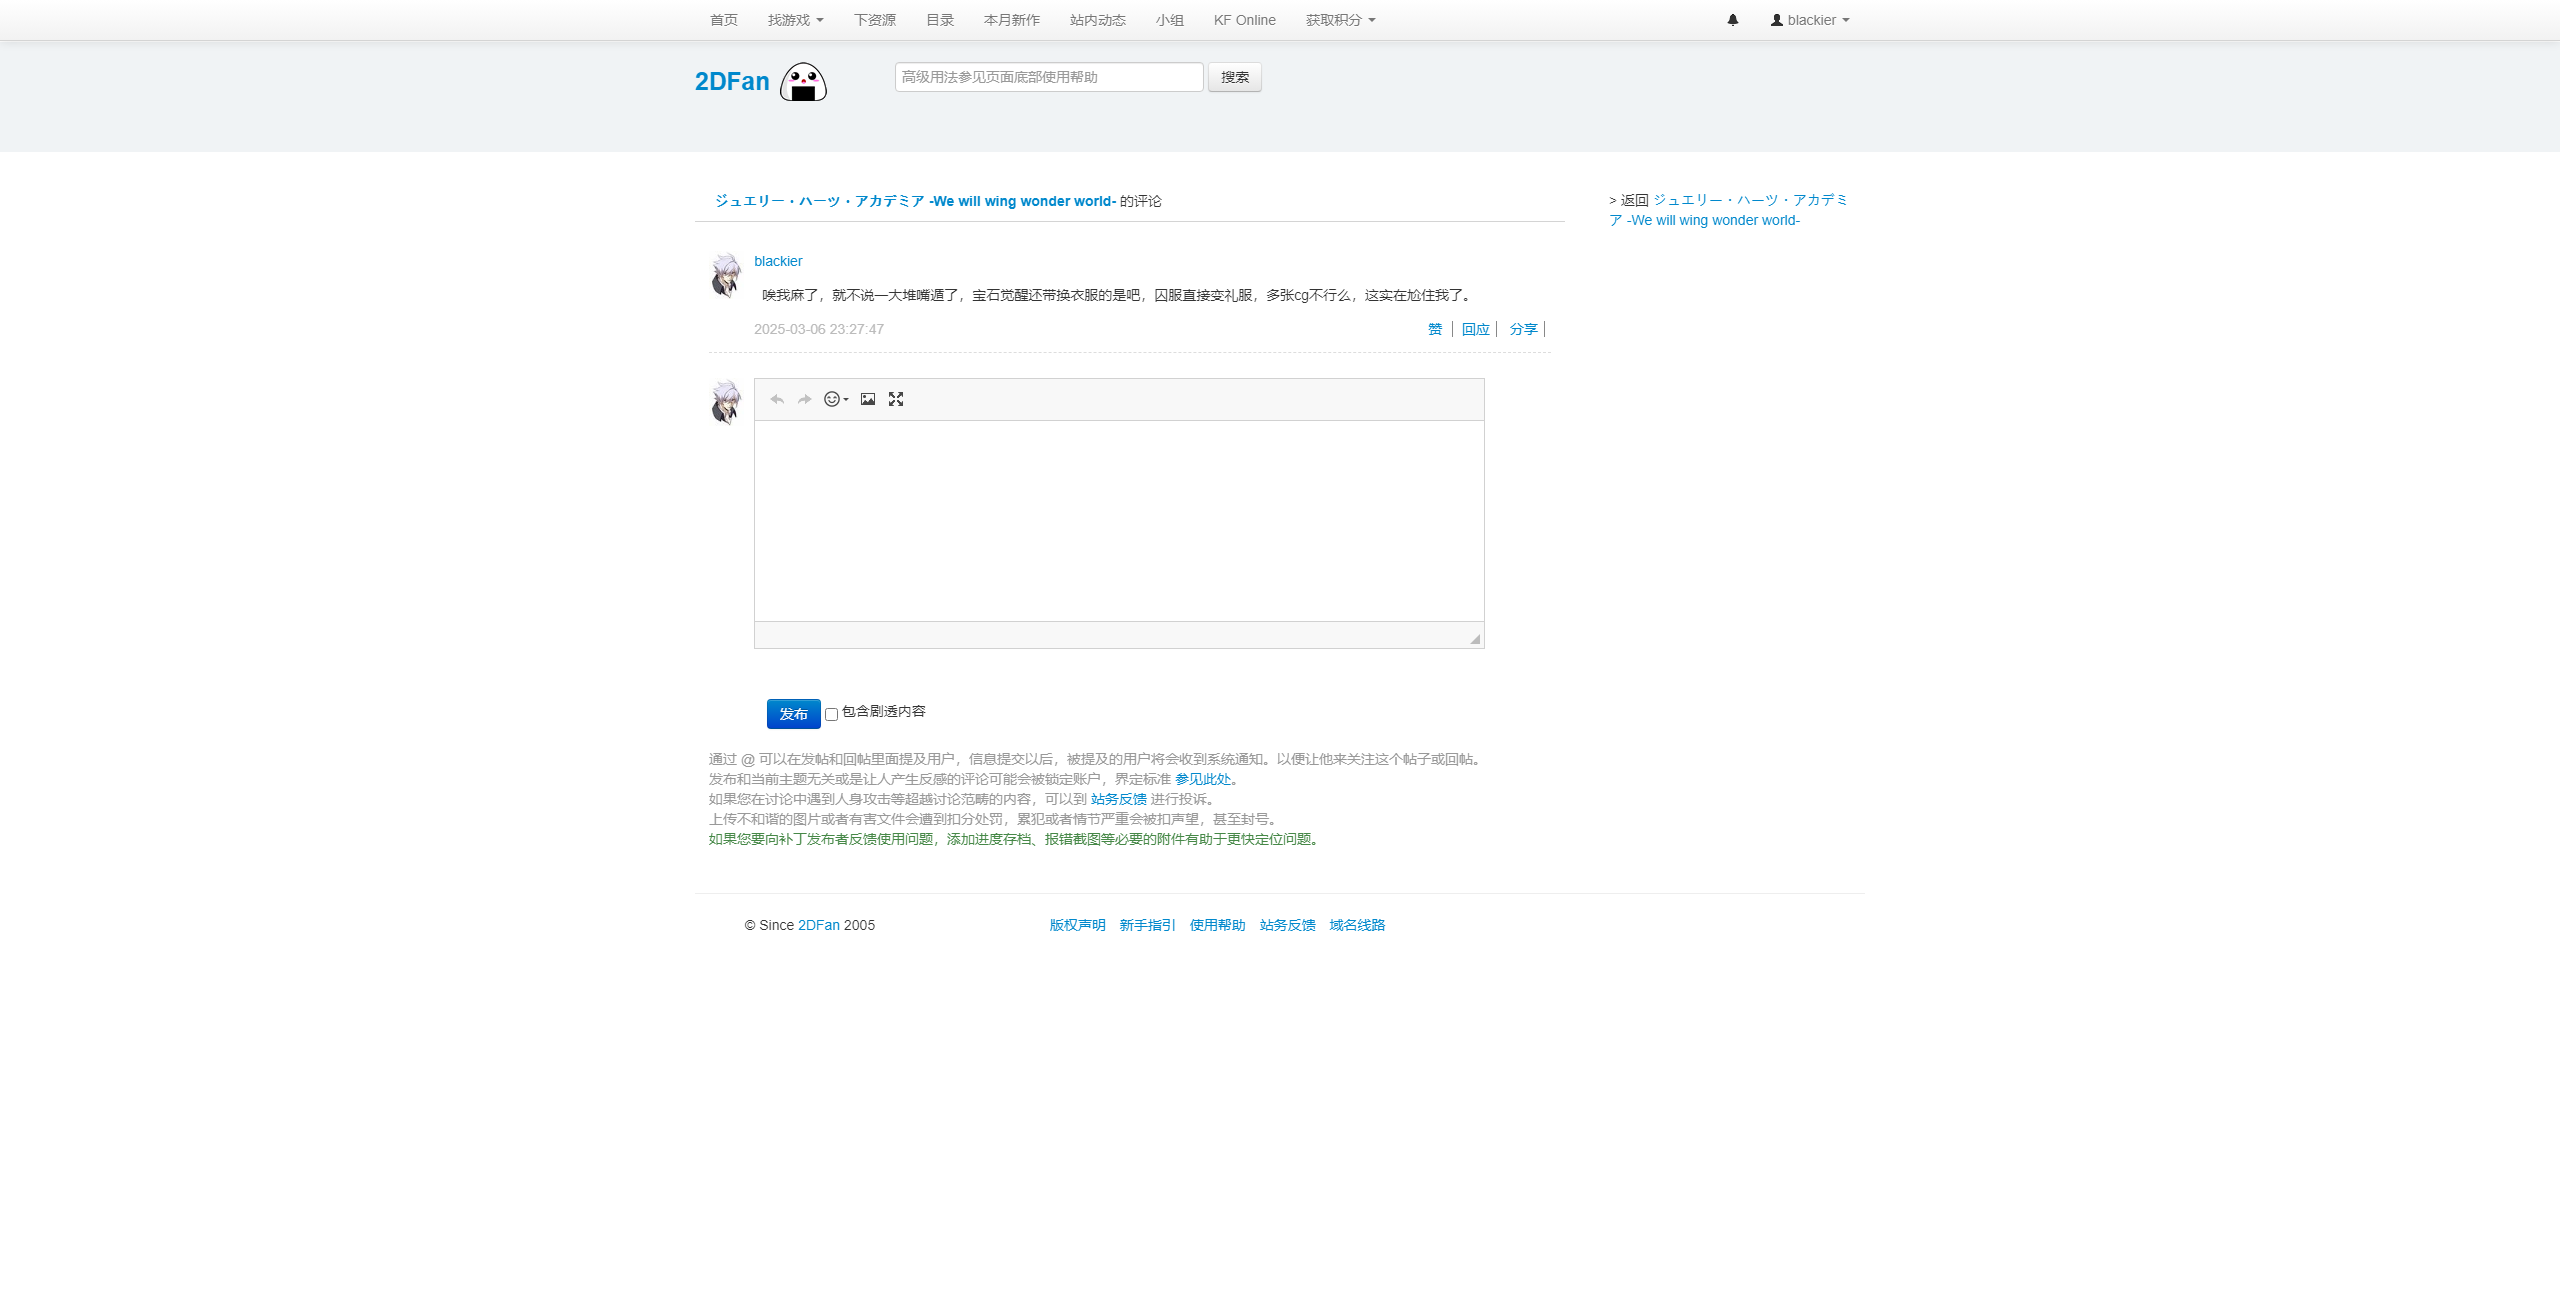 首页 找游戏 下资源 目录 本月新作 站内动态 小组 KF Online 获取积分 blackier
2DFan 高级用法参见页面底部使用帮助 搜索
ジュエリー・ハーツ・アカデミア -We will wing wonder world- 的评论
> 返回 ジュエリー・ハーツ・アカデミ
ア -We will wing wonder world-
blackier
唉我麻了，就不说一大堆嘴遁了，宝石觉醒还带换衣服的是吧，囚服直接变礼服，多张cg不行么，这实在尬住我了。
2025-03-06 23:27:47 赞 回应 分享
发布 包含剧透内容
通过 @ 可以在发帖和回帖里面提及用户，信息提交以后，被提及的用户将会收到系统通知。以便让他来关注这个帖子或回帖。
发布和当前主题无关或是让人产生反感的评论可能会被锁定账户，界定标准 参见此处。
如果您在讨论中遇到人身攻击等超越讨论范畴的内容，可以到 站务反馈 进行投诉。
上传不和谐的图片或者有害文件会遭到扣分处罚，累犯或者情节严重会被扣声望，甚至封号。
如果您要向补丁发布者反馈使用问题，添加进度存档、报错截图等必要的附件有助于更快定位问题。
© Since 2DFan 2005 版权声明 新手指引 使用帮助 站务反馈 域名线路